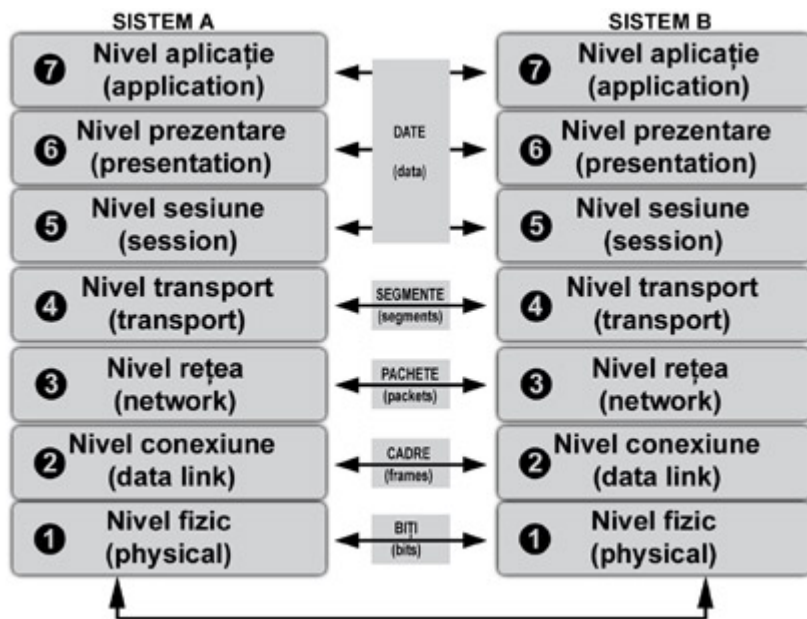 SISTEM A
7 Nivel aplicație
(application)
6 Nivel prezentare
(presentation)
5 Nivel sesiune
(session)
4 Nivel transport
(transport)
3 Nivel rețea
(network)
2 Nivel conexiune
(data link)
1 Nivel fizic
(physical)
DATE
(data)
SEGMENTE
(segments)
PACHETE
(packets)
CADRE
(frames)
BIȚI
(bits)
SISTEM B
7 Nivel aplicație
(application)
6 Nivel prezentare
(presentation)
5 Nivel sesiune
(session)
4 Nivel transport
(transport)
3 Nivel rețea
(network)
2 Nivel conexiune
(data link)
1 Nivel fizic
(physical)